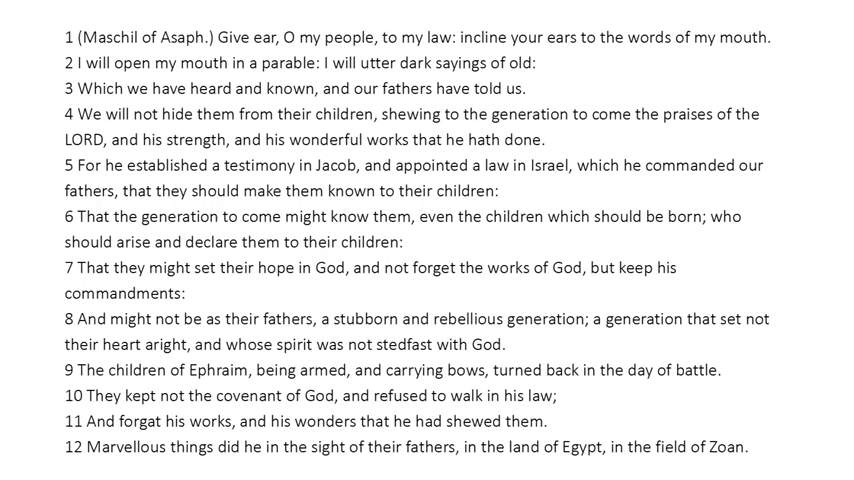 1 (Maschil of Asaph.) Give ear, O my people, to my law: incline your ears to the words of my mouth.
2 I will open my mouth in a parable: I will utter dark sayings of old:
3 Which we have heard and known, and our fathers have told us.
4 We will not hide them from their children, shewing to the generation to come the praises of the
LORD, and his strength, and his wonderful works that he hath done.
5 For he established a testimony in Jacob, and appointed a law in Israel, which he commanded our
fathers, that they should make them known to their children:
6 That the generation to come might know them, even the children which should be born; who
should arise and declare them to their children:
7 That they might set their hope in God, and not forget the works of God, but keep his
commandments:
8 And might not be as their fathers, a stubborn and rebellious generation; a generation that set not
their heart aright, and whose spirit was not stedfast with God.
9 The children of Ephraim, being armed, and carrying bows, turned back in the day of battle.
10 They kept not the covenant of God, and refused to walk in his law;
11 And forgat his works, and his wonders that he had shewed them.
12 Marvellous things did he in the sight of their fathers, in the land of Egypt, in the field of Zoan.